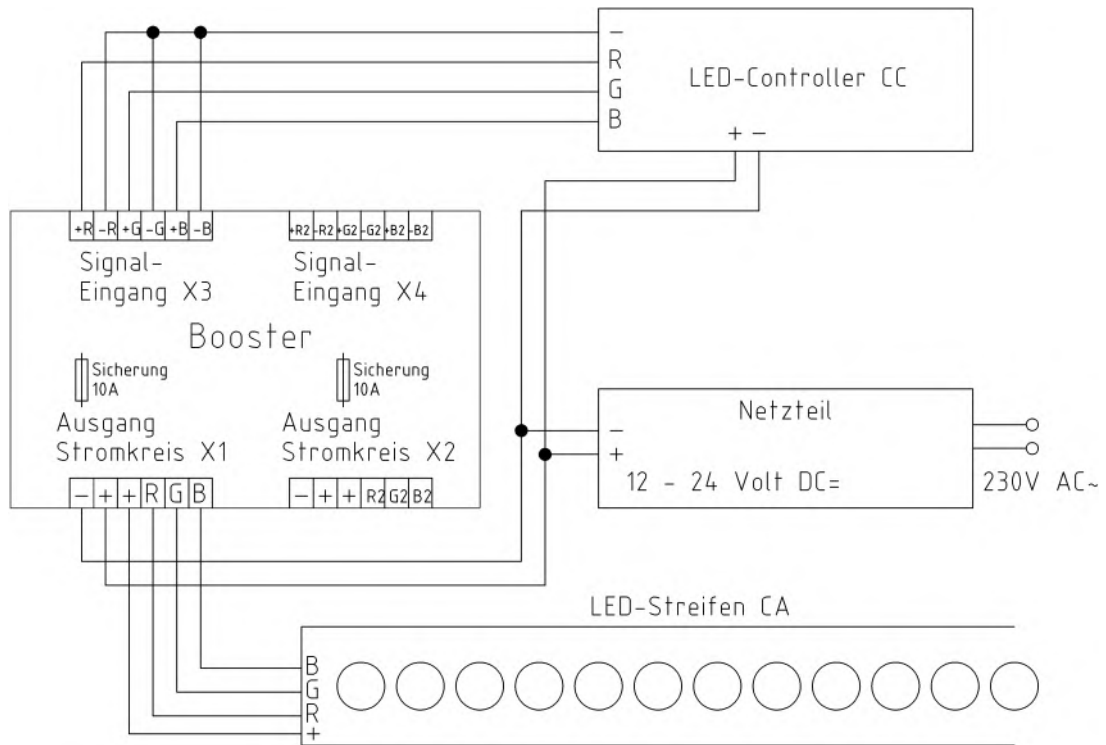 -
R
G
B
LED-Controller CC
+ -
+R -R +G -G +B -B
+R2 -R2 +G2 -G2 +B2 -B2
Signal-
Eingang X3
Signal-
Eingang X4
Booster
Sicherung
10A
Sicherung
10A
Ausgang
Stromkreis X1
Ausgang
Stromkreis X2
- + + R G B
- + + R2 G2 B2
Netzteil
-
+
12 - 24 Volt DC=
230V AC~
LED-Streifen CA
B
G
R
+